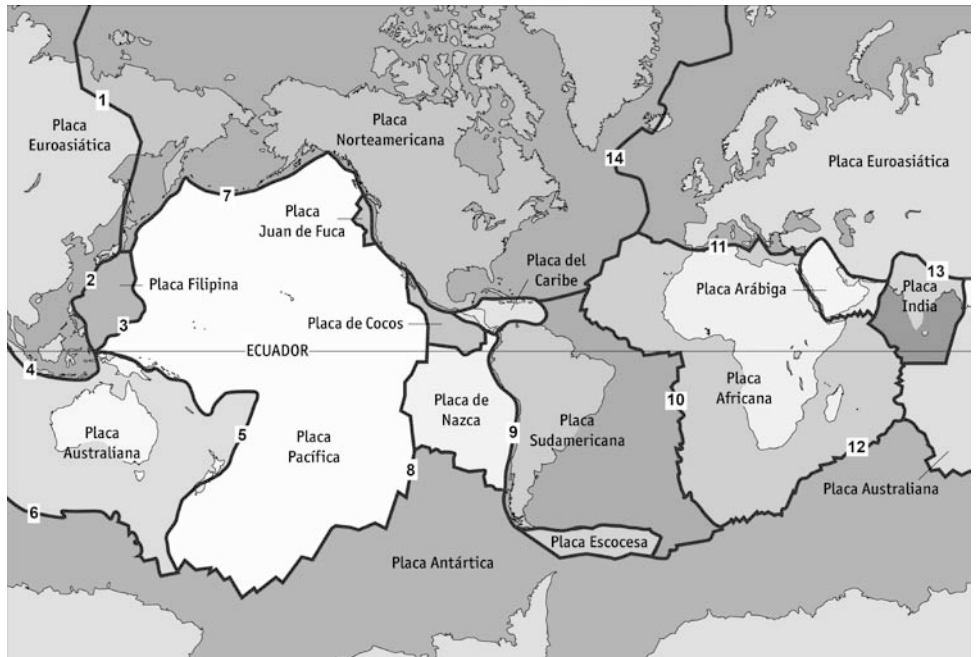 1
Placa
Euroasiática
Placa
Norteamericana
14
Placa Euroasiática
7
Placa
Juan de Fuca
2
Placa Filipina
3
Placa del
Caribe
11
Placa Arábiga
13
Placa
India
Placa de Cocos
ECUADOR
4
Placa
Australiana
5
Placa
Pacífica
Placa de
Nazca
8
9
Placa
Sudamericana
10
Placa
Africana
12
Placa Australiana
6
Placa Antártica
Placa Escocesa